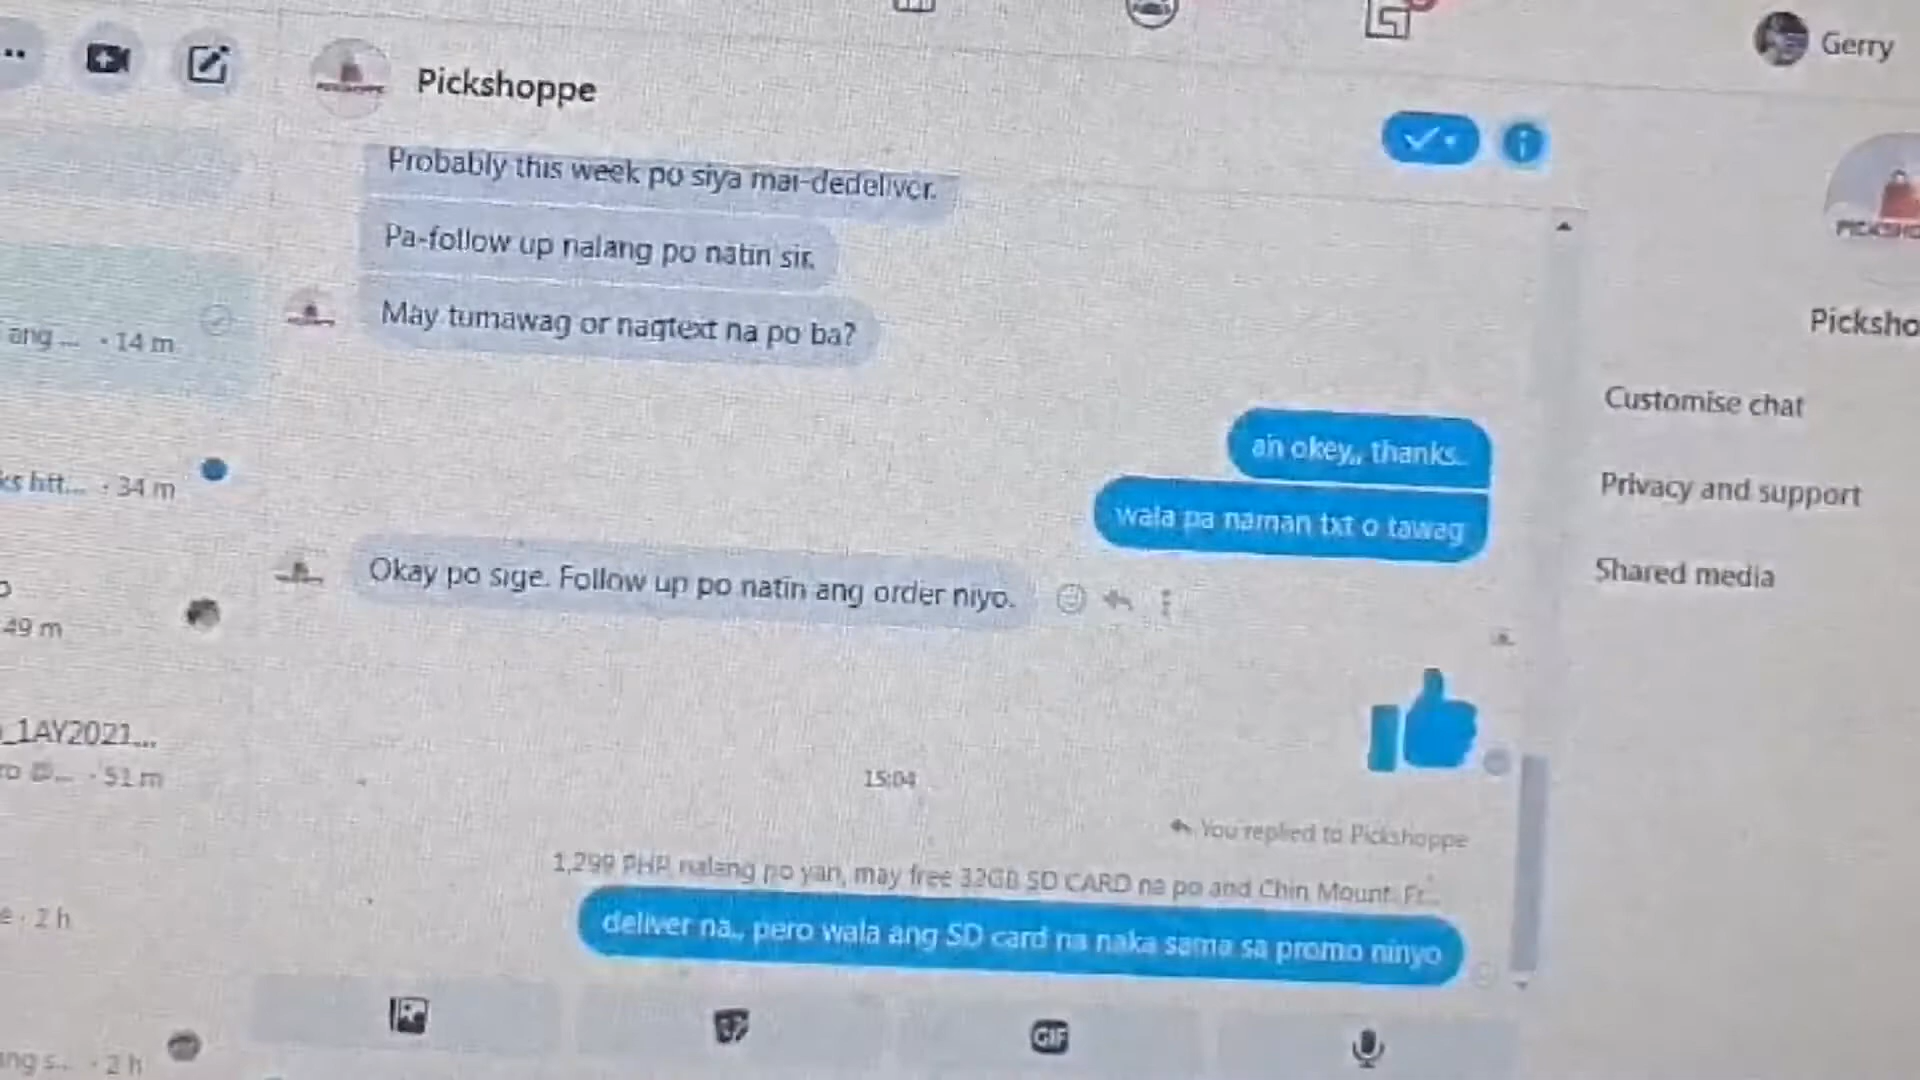 Gerry
Pickshoppe
Probably this week po siya mai-dedeliver.
Pa-follow up nalang po natin sir.
May tumawag or nagtext na po ba?
ang ... · 14 m
Picksho
Customise chat
ah okey,, thanks..
Privacy and support
34 m
wala pa naman txt o tawag
Okay po sige. Follow up po natin ang order niyo.
Shared media
49 m
_1AY2021...
51 m
15:04
You replied to Pickshoppe
1,299 PHP nalang po yan, may free 32GB SD CARD na po and Chin Mount. Fr...
2 h
deliver na,, pero wala ang SD card na naka sama sa promo ninyo
GIF
2 h